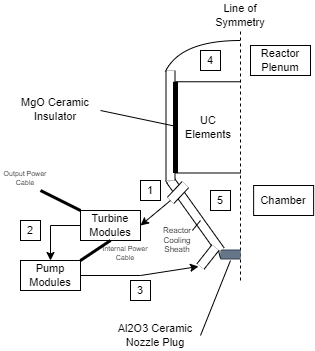 Line of
Symmetry
4
Reactor
Plenum
MgO Ceramic
Insulator
UC
Elements
Output Power
Cable
1
5
Chamber
2
Turbine
Modules
Reactor
Cooling
Sheath
Internal Power
Cable
Pump
Modules
3
Al2O3 Ceramic
Nozzle Plug